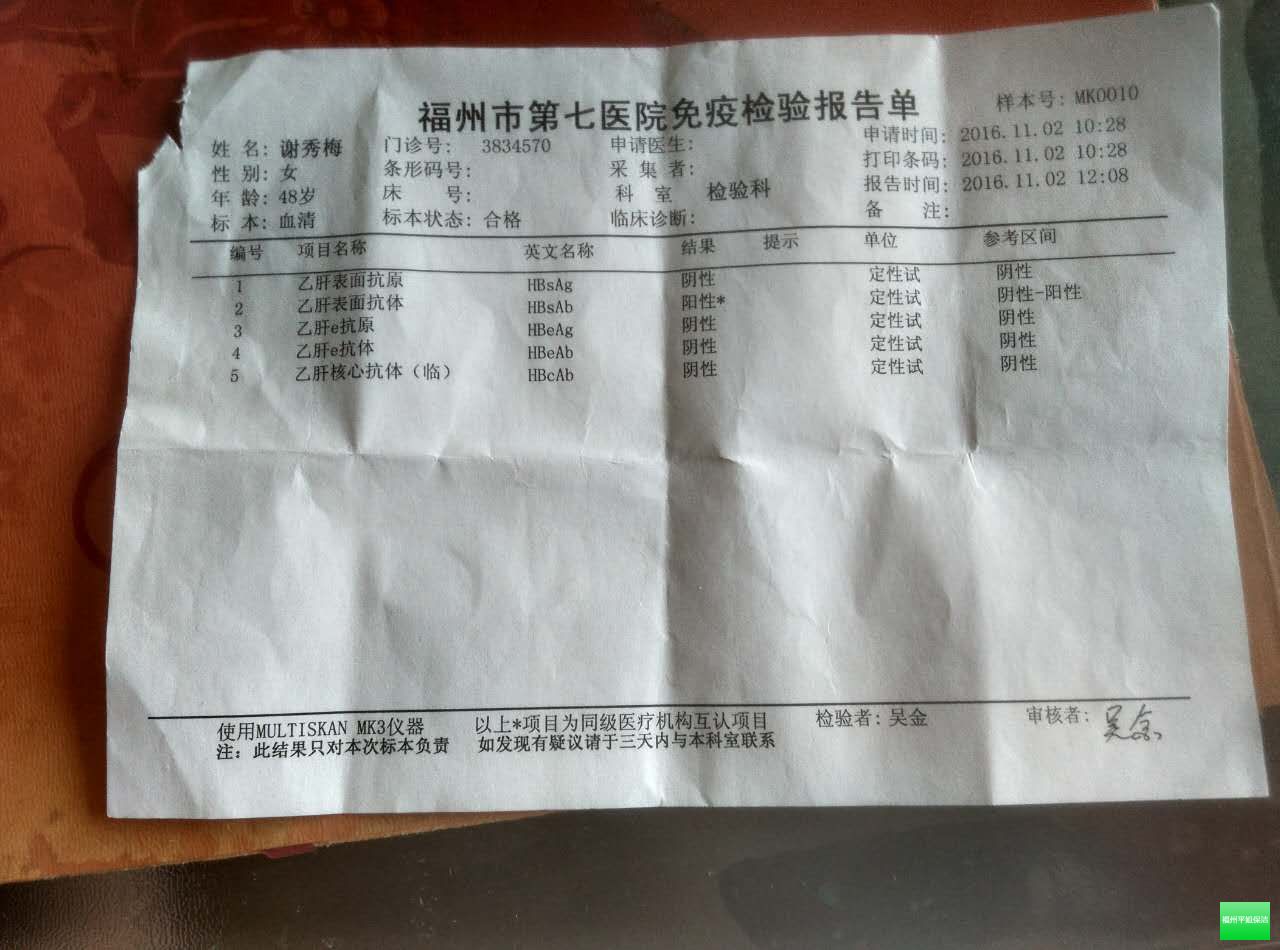 福州市第七医院免疫检验报告单
样本号: MK0010
姓 名: 谢秀梅 门诊号: 3834570 申请医生: 申请时间: 2016.11.02 10:28
性 别: 女 条形码号: 采 集 者: 打印条码: 2016.11.02 10:28
年 龄: 48岁 床 号: 科 室 检验科 报告时间: 2016.11.02 12:08
标 本: 血清 标本状态: 合格 临床诊断: 备 注:
编号 项目名称 英文名称 结果 提示 单位 参考区间
1 乙肝表面抗原 HBsAg 阴性 定性试 阴性
2 乙肝表面抗体 HBsAb 阳性* 定性试 阴性-阳性
3 乙肝e抗原 HBeAg 阴性 定性试 阴性
4 乙肝e抗体 HBeAb 阴性 定性试 阴性
5 乙肝核心抗体（临） HBcAb 阴性 定性试 阴性
使用MULTISKAN MK3仪器 以上*项目为同级医疗机构互认项目 检验者: 吴金 审核者: 吴金
注: 此结果只对本次标本负责 如发现有疑议请于三天内与本科室联系
福州平姐保洁